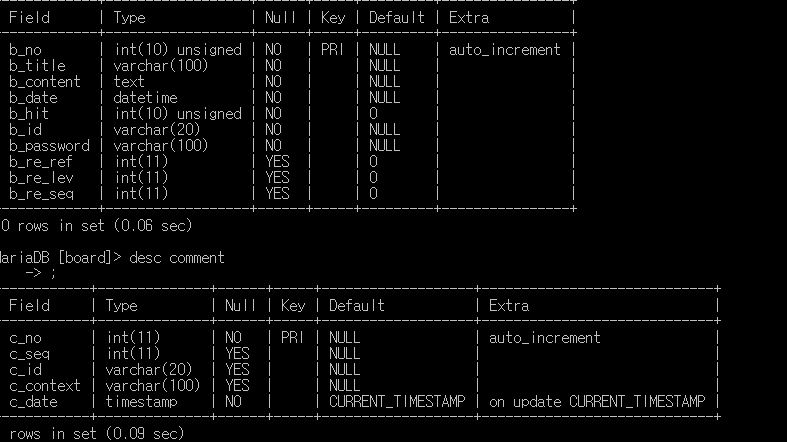 Field | Type | Null | Key | Default | Extra |
b_no | int(10) unsigned | NO | PRI | NULL | auto_increment |
b_title | varchar(100) | NO | | NULL | |
b_content | text | NO | | NULL | |
b_date | datetime | NO | | NULL | |
b_hit | int(10) unsigned | NO | | 0 | |
b_id | varchar(20) | NO | | NULL | |
b_password | varchar(100) | NO | | NULL | |
b_re_ref | int(11) | YES | | 0 | |
b_re_lev | int(11) | YES | | 0 | |
b_re_seq | int(11) | YES | | 0 | |
0 rows in set (0.06 sec)
ariaDB [board]> desc comment
-> ;
Field | Type | Null | Key | Default | Extra |
c_no | int(11) | NO | PRI | NULL | auto_increment |
c_seq | int(11) | YES | | NULL | |
c_id | varchar(20) | YES | | NULL | |
c_context | varchar(100) | YES | | NULL | |
c_date | timestamp | NO | | CURRENT_TIMESTAMP | on update CURRENT_TIMESTAMP |
rows in set (0.09 sec)